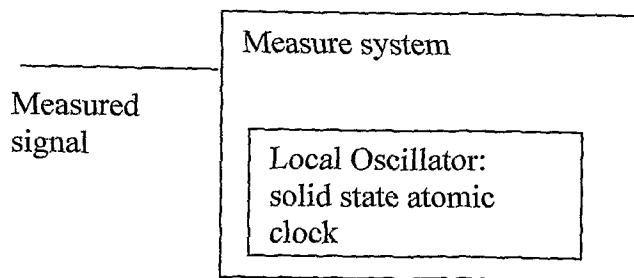 Measure system
Measured
signal
Local Oscillator:
solid state atomic
clock